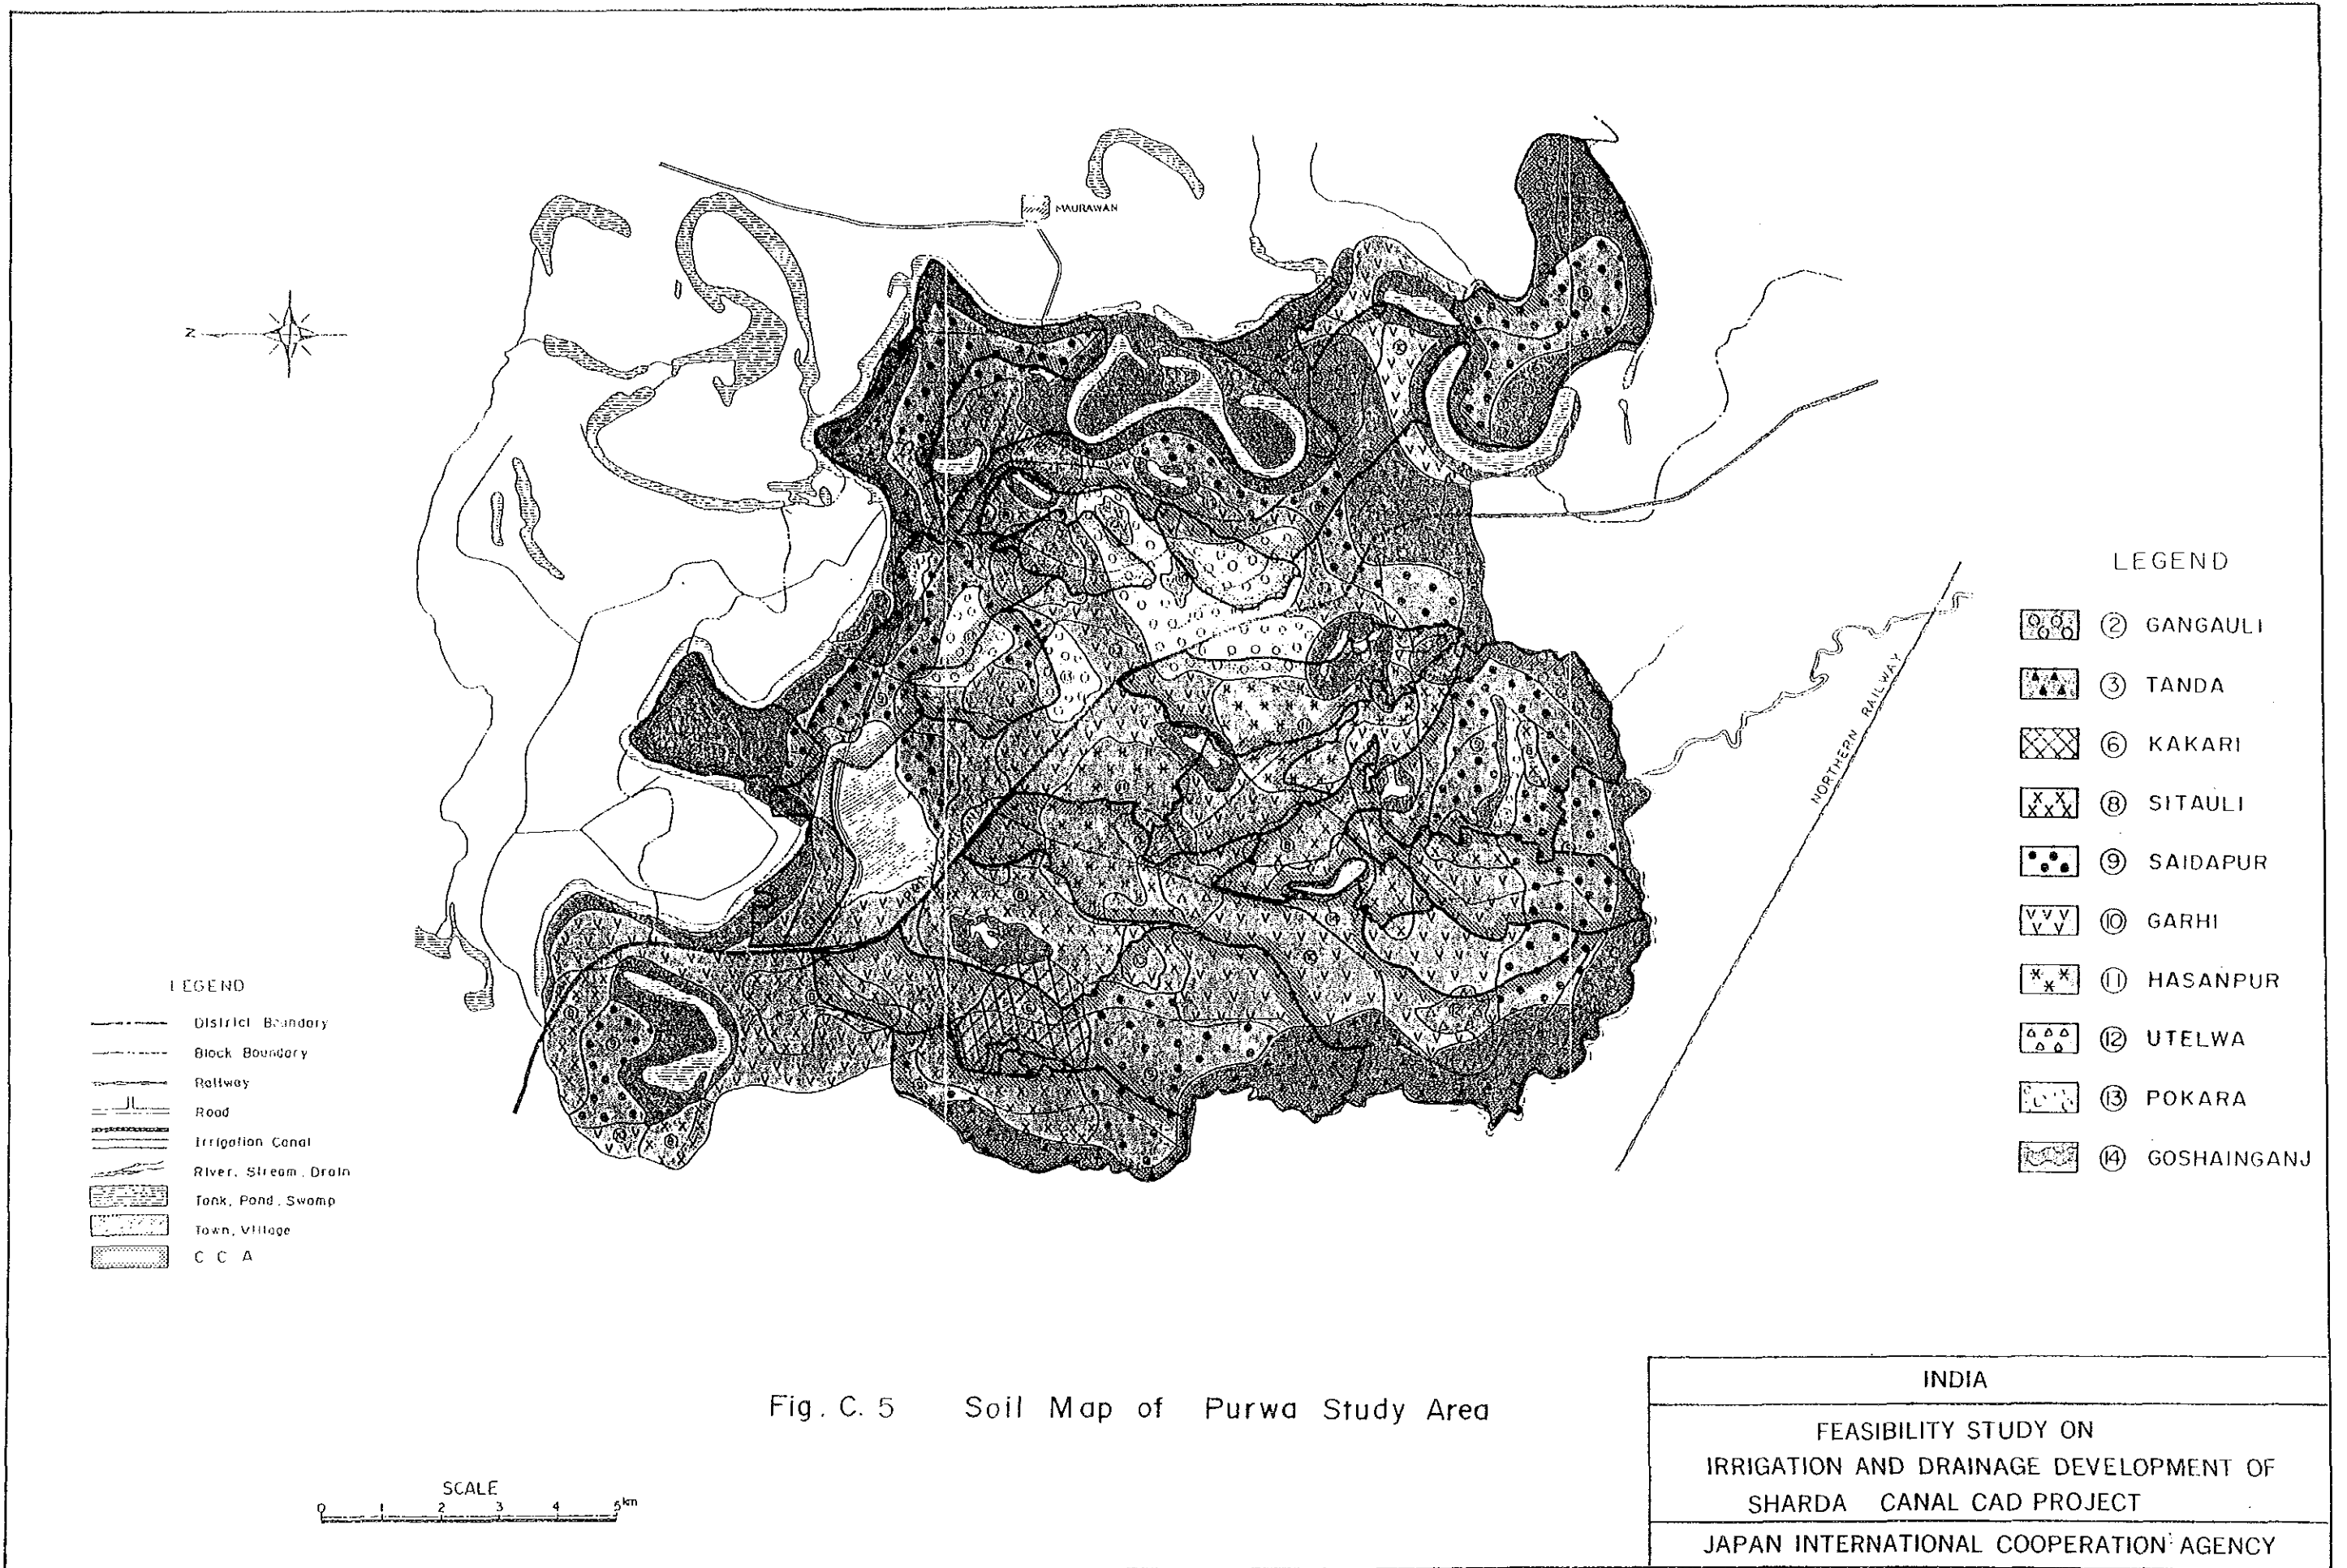 MAURAWAN
N
NORTHERN RAILWAY
LEGEND
② GANGAULI
③ TANDA
⑥ KAKARI
⑧ SITAULI
⑨ SAIDAPUR
⑩ GARHI
⑪ HASANPUR
⑫ UTELWA
⑬ POKARA
⑭ GOSHAINGANJ
LEGEND
District Boundary
Block Boundary
Railway
Road
Irrigation Canal
River, Stream, Drain
Tank, Pond, Swamp
Town, Village
C C A
Fig. C. 5 Soil Map of Purwa Study Area
SCALE
0 1 2 3 4 5 km
INDIA
FEASIBILITY STUDY ON
IRRIGATION AND DRAINAGE DEVELOPMENT OF
SHARDA CANAL CAD PROJECT
JAPAN INTERNATIONAL COOPERATION AGENCY